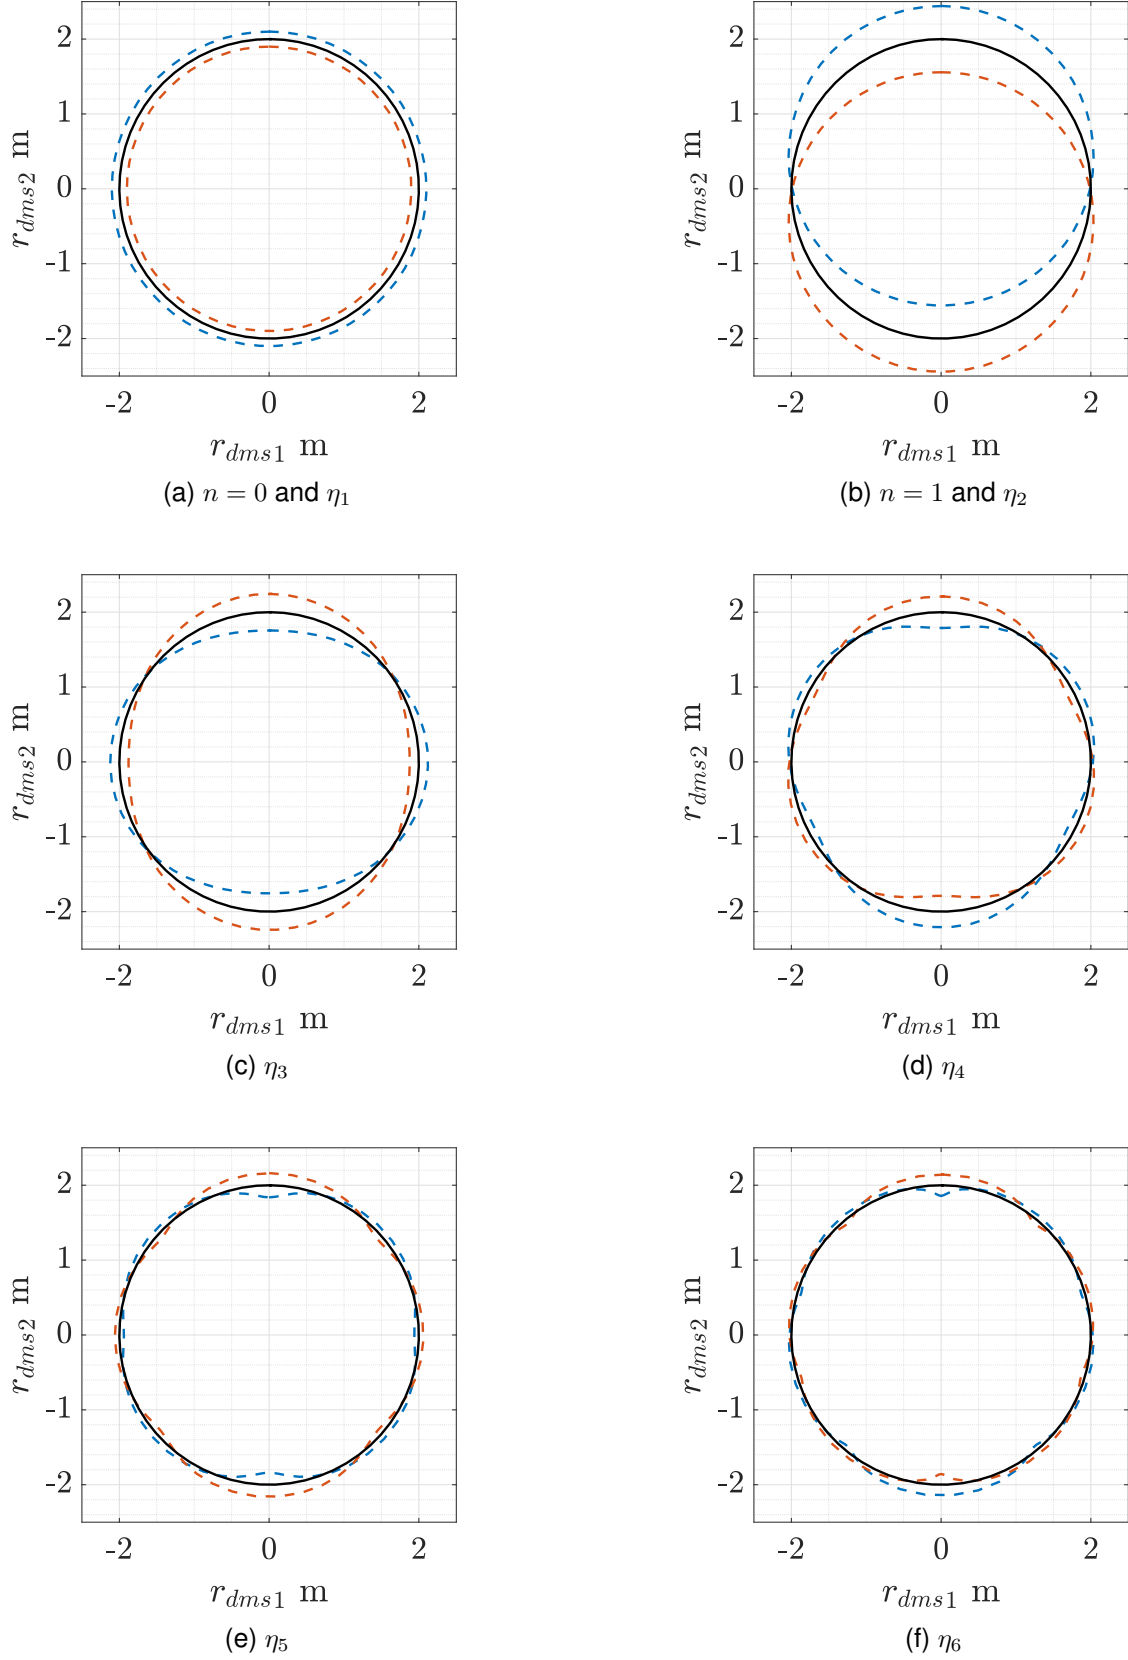 2
1
0
-1
-2
-2 0 2
r_{dms2} m
r_{dms1} m
(a) n = 0 and η₁
2
1
0
-1
-2
-2 0 2
r_{dms2} m
r_{dms1} m
(b) n = 1 and η₂
2
1
0
-1
-2
-2 0 2
r_{dms2} m
r_{dms1} m
(c) η₃
2
1
0
-1
-2
-2 0 2
r_{dms2} m
r_{dms1} m
(d) η₄
2
1
0
-1
-2
-2 0 2
r_{dms2} m
r_{dms1} m
(e) η₅
2
1
0
-1
-2
-2 0 2
r_{dms2} m
r_{dms1} m
(f) η₆